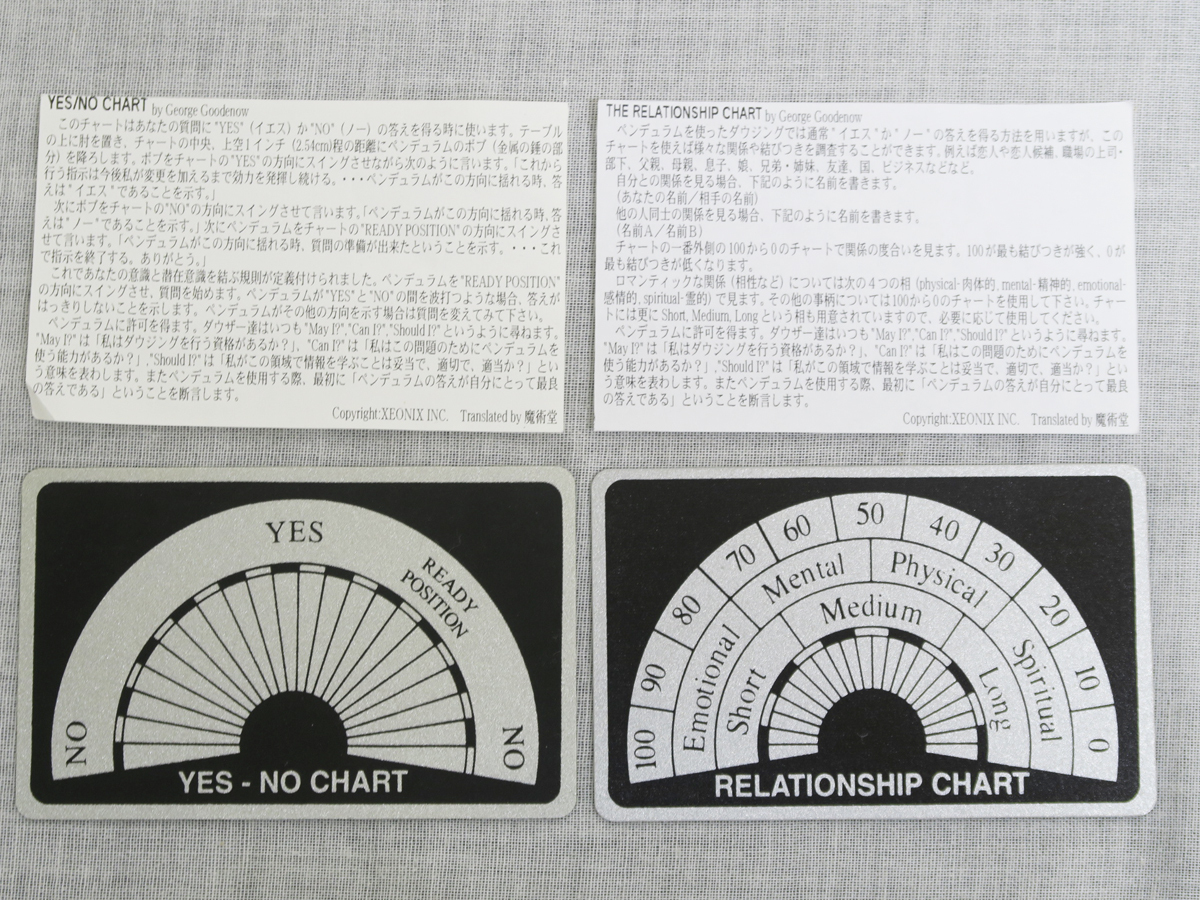 YES/NO CHART by George Goodenow
このチャートはあなたの質問に"YES"(イエス)か"NO"(ノー)の答えを得る時に使います。テーブル
の上に肘を置き、チャートの中央、上空1インチ(2.54cm)程の距離にペンデュラムのボブ(金属の錘の部
分)を降ろします。ボブをチャートの"YES"の方向にスイングさせながら次のように言います。「これから
行う指示は今後私が変更を加えるまで効力を発揮し続ける。・・・ペンデュラムがこの方向に揺れる時、答
えは"イエス"であることを示す。」
次にボブをチャートの"NO"の方向にスイングさせて言います。「ペンデュラムがこの方向に揺れる時、答
えは"ノー"であることを示す。」次にペンデュラムをチャートの"READY POSITION"の方向にスイングさ
せて言います。「ペンデュラムがこの方向に揺れる時、質問の準備が出来たということを示す。・・・これ
で指示を終了する。ありがとう。」
これであなたの意識と潜在意識を結ぶ規則が定義付けられました。ペンデュラムを"READY POSITION"
の方向にスイングさせ、質問を始めます。ペンデュラムが"YES"と"NO"の間を波打つような場合、答えが
はっきりしないことを示します。ペンデュラムがその他の方向を示す場合は質問を変えてみて下さい。
ペンデュラムに許可を得ます。ダウザー達はいつも"May I?","Can I?","Should I?"というように尋ねます。
"May I?"は「私はダウジングを行う資格があるか?」、"Can I?"は「私はこの問題のためにペンデュラムを
使う能力があるか?」,"Should I?"は「私がこの領域で情報を学ぶことは妥当で、適切で、適当か?」とい
う意味を表わします。またペンデュラムを使用する際、最初に「ペンデュラムの答えが自分にとって最良
の答えである」ということを断言します。
Copyright:XEONIX INC. Translated by 魔術堂
THE RELATIONSHIP CHART by George Goodenow
ペンデュラムを使ったダウジングでは通常"イエス"か"ノー"の答えを得る方法を用いますが、この
チャートを使えば様々な関係や結びつきを調査することができます。例えば恋人や恋人候補、職場の上司・
部下、父親、母親、息子、娘、兄弟・姉妹、友達、国、ビジネスなどなど。
自分との関係を見る場合、下記のように名前を書きます。
(あなたの名前/相手の名前)
他の人同士の関係を見る場合、下記のように名前を書きます。
(名前A/名前B)
チャートの一番外側の100から0のチャートで関係の度合いを見ます。100が最も結びつきが強く、0が
最も結びつきが低くなります。
ロマンティックな関係(相性など)については次の4つの相(physical-肉体的, mental-精神的, emotional-
感情的, spiritual-霊的)で見ます。その他の事柄については100から0のチャートを使用して下さい。チャー
トには更にShort, Medium, Longという相も用意されていますので、必要に応じて使用してください。
ペンデュラムに許可を得ます。ダウザー達はいつも"May I?","Can I?","Should I?"というように尋ねます。
"May I?"は「私はダウジングを行う資格があるか?」、"Can I?"は「私はこの問題のためにペンデュラムを
使う能力があるか?」,"Should I?"は「私がこの領域で情報を学ぶことは妥当で、適切で、適当か?」とい
う意味を表わします。またペンデュラムを使用する際、最初に「ペンデュラムの答えが自分にとって最良
の答えである」ということを断言します。
Copyright:XEONIX INC. Translated by 魔術堂
NO
YES
READY
POSITION
NO
YES - NO CHART
100
90
80
70
60
50
40
30
20
10
0
Emotional
Mental
Physical
Spiritual
Short
Medium
Long
RELATIONSHIP CHART